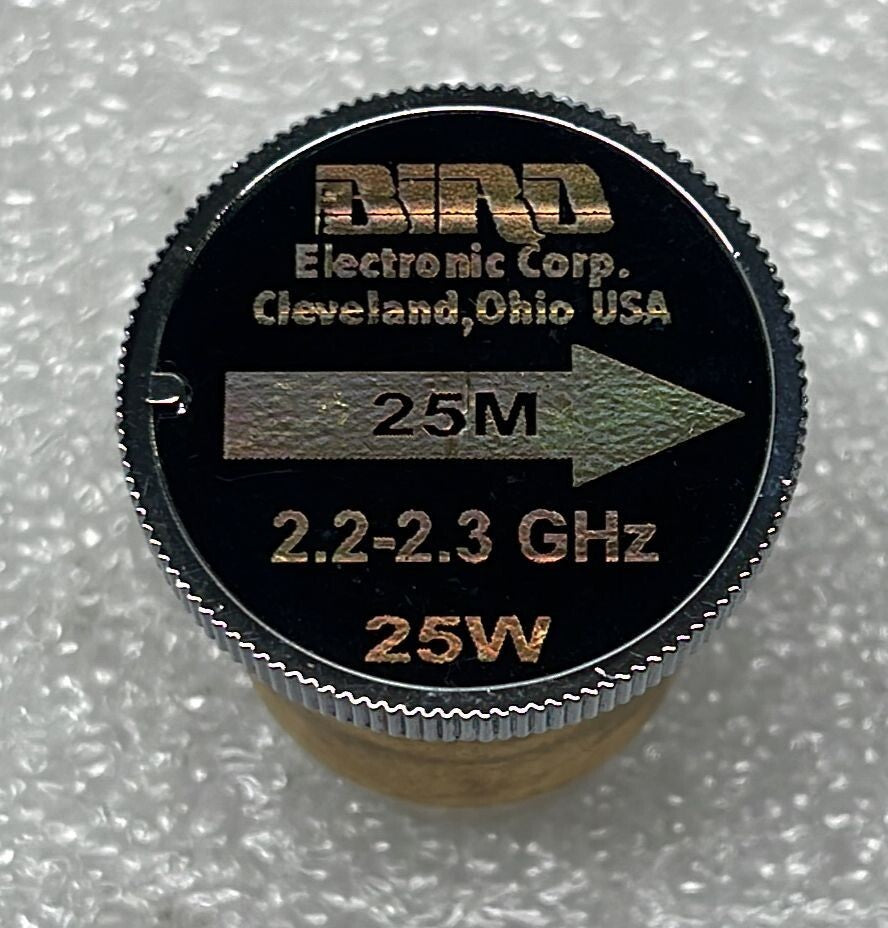 BIRD
Electronic Corp.
Cleveland,Ohio USA
25M
2.2-2.3 GHz
25W